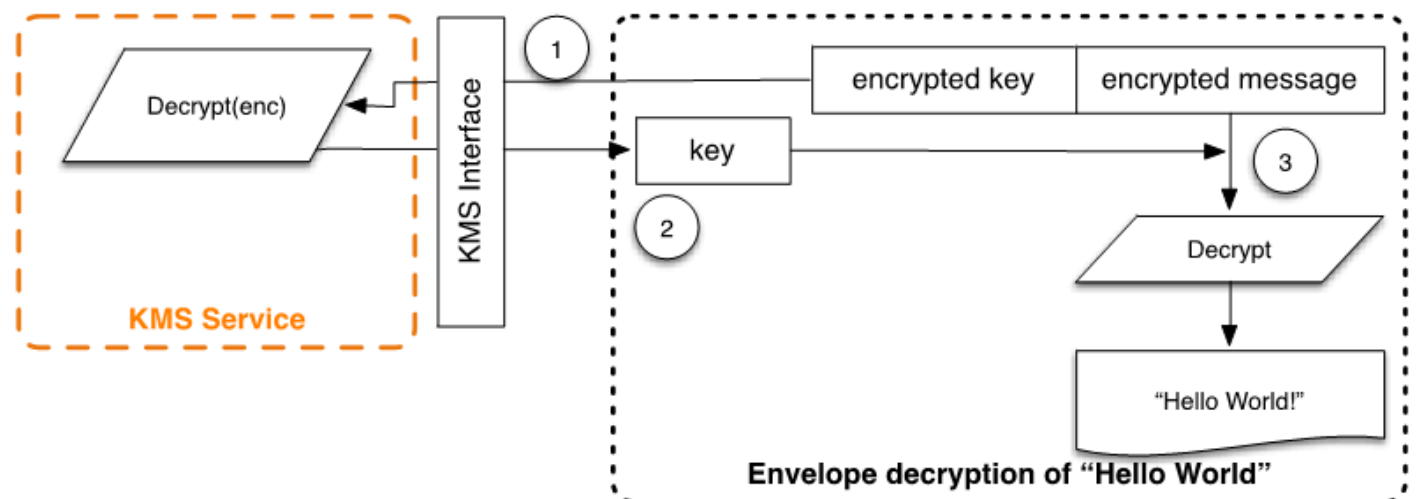 1
encrypted key
encrypted message
Decrypt(enc)
KMS Interface
key
3
2
Decrypt
KMS Service
“Hello World!”
Envelope decryption of “Hello World”